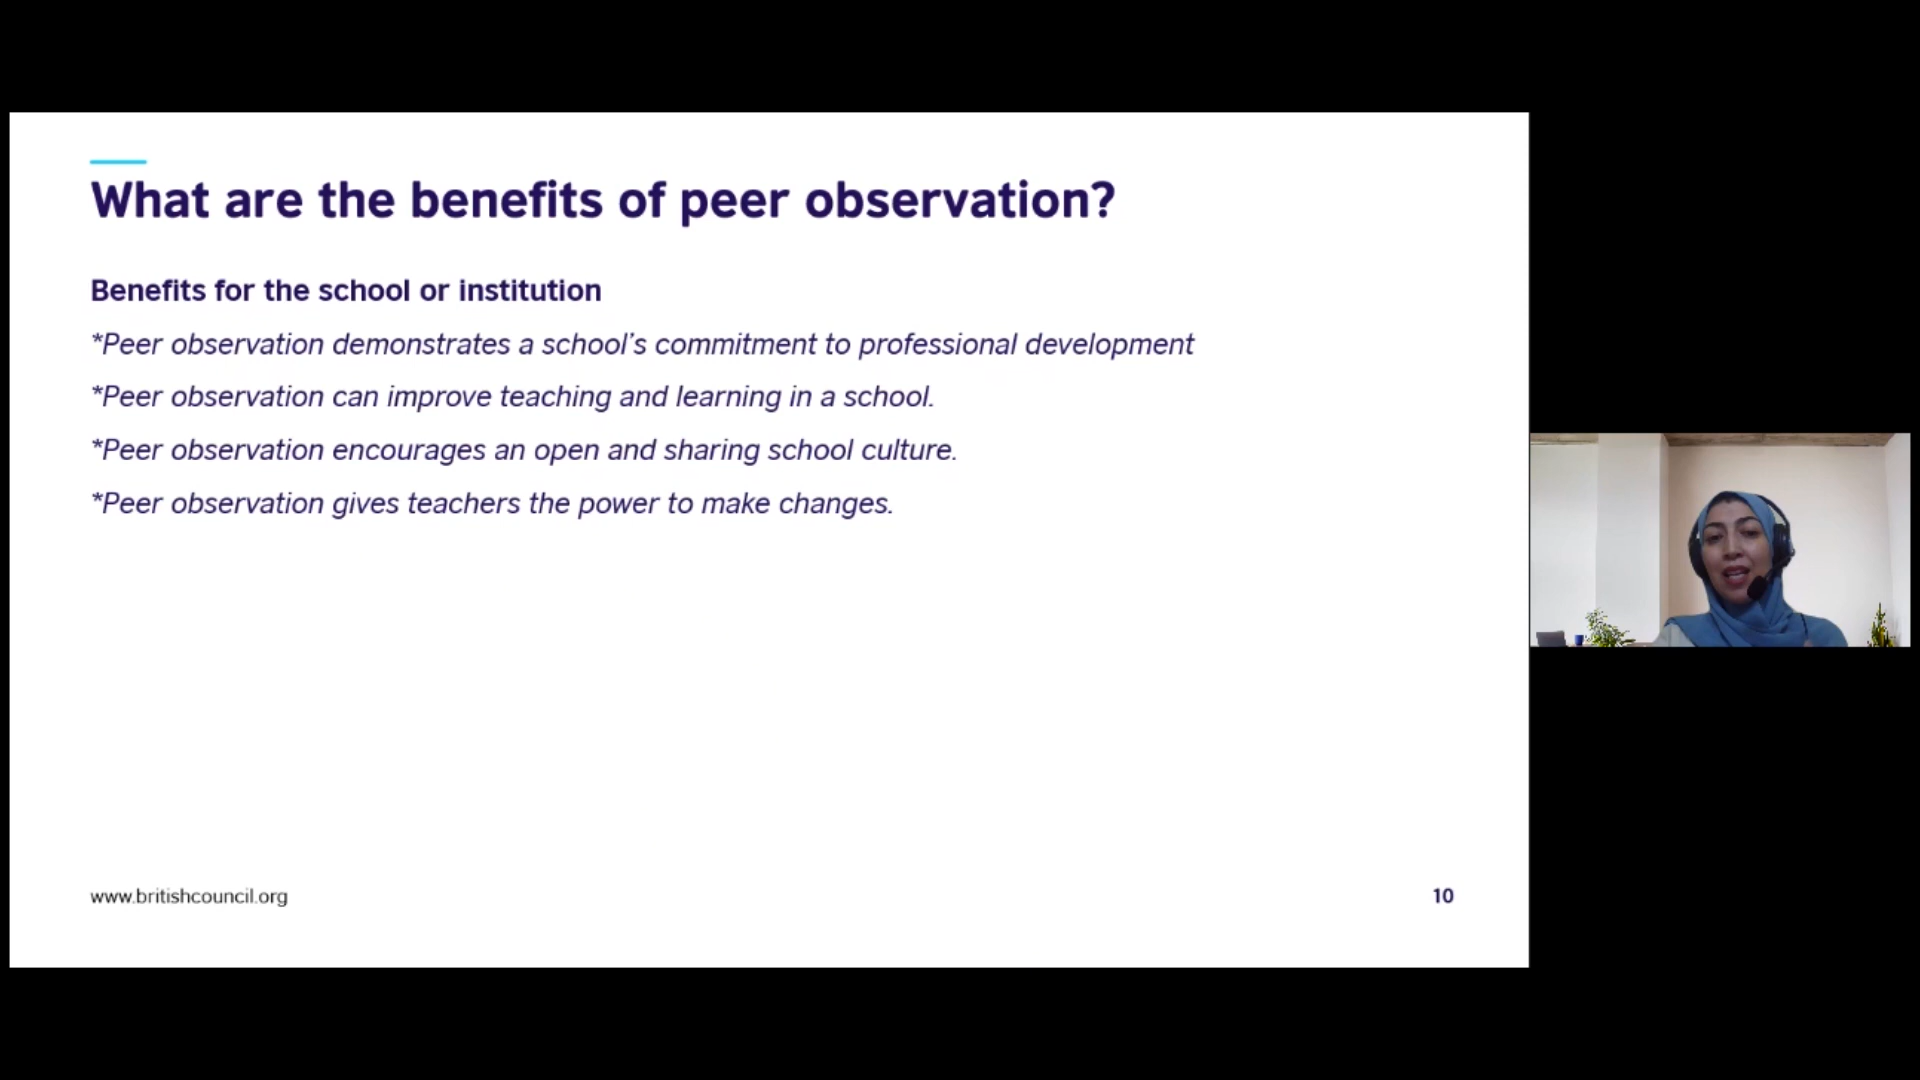 What are the benefits of peer observation?
Benefits for the school or institution
*Peer observation demonstrates a school’s commitment to professional development
*Peer observation can improve teaching and learning in a school.
*Peer observation encourages an open and sharing school culture.
*Peer observation gives teachers the power to make changes.
www.britishcouncil.org
10